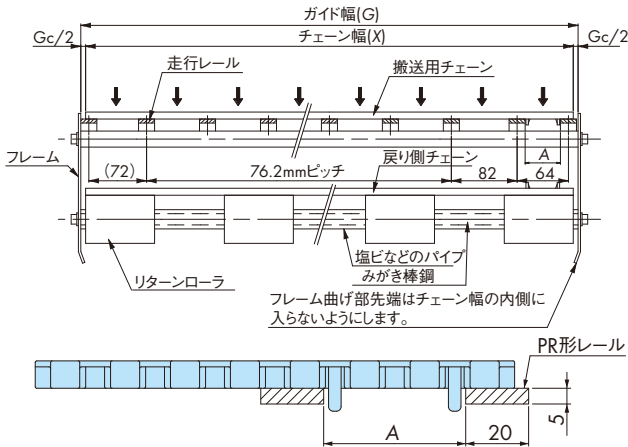 ガイド幅(G)
Gc/2
チェーン幅(X)
Gc/2
走行レール
搬送用チェーン
フレーム
(72)
76.2mmピッチ
戻り側チェーン
82
A
64
リターンローラ
塩ビなどのパイプ
みがき棒鋼
フレーム曲げ部先端はチェーン幅の内側に
入らないようにします。
PR形レール
A
20
5